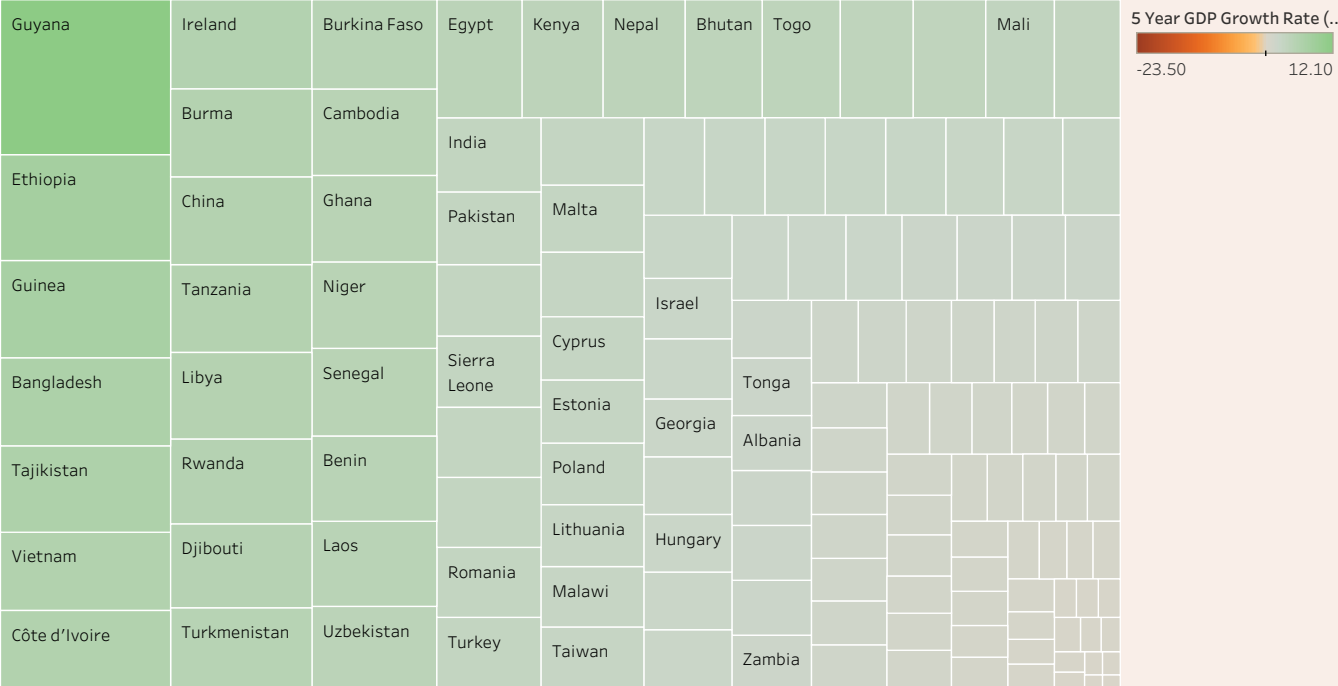 Guyana
Ethiopia
Guinea
Bangladesh
Tajikistan
Vietnam
Côte d'Ivoire
Ireland
Burma
China
Tanzania
Libya
Rwanda
Djibouti
Turkmenistan
Burkina Faso
Cambodia
Ghana
Niger
Senegal
Benin
Laos
Uzbekistan
Egypt
Kenya
Nepal
Bhutan
Togo
Mali
India
Pakistan
Sierra
Leone
Romania
Turkey
Malta
Cyprus
Estonia
Poland
Lithuania
Malawi
Taiwan
Israel
Georgia
Hungary
Tonga
Albania
Zambia
5 Year GDP Growth Rate (..
-23.50 12.10